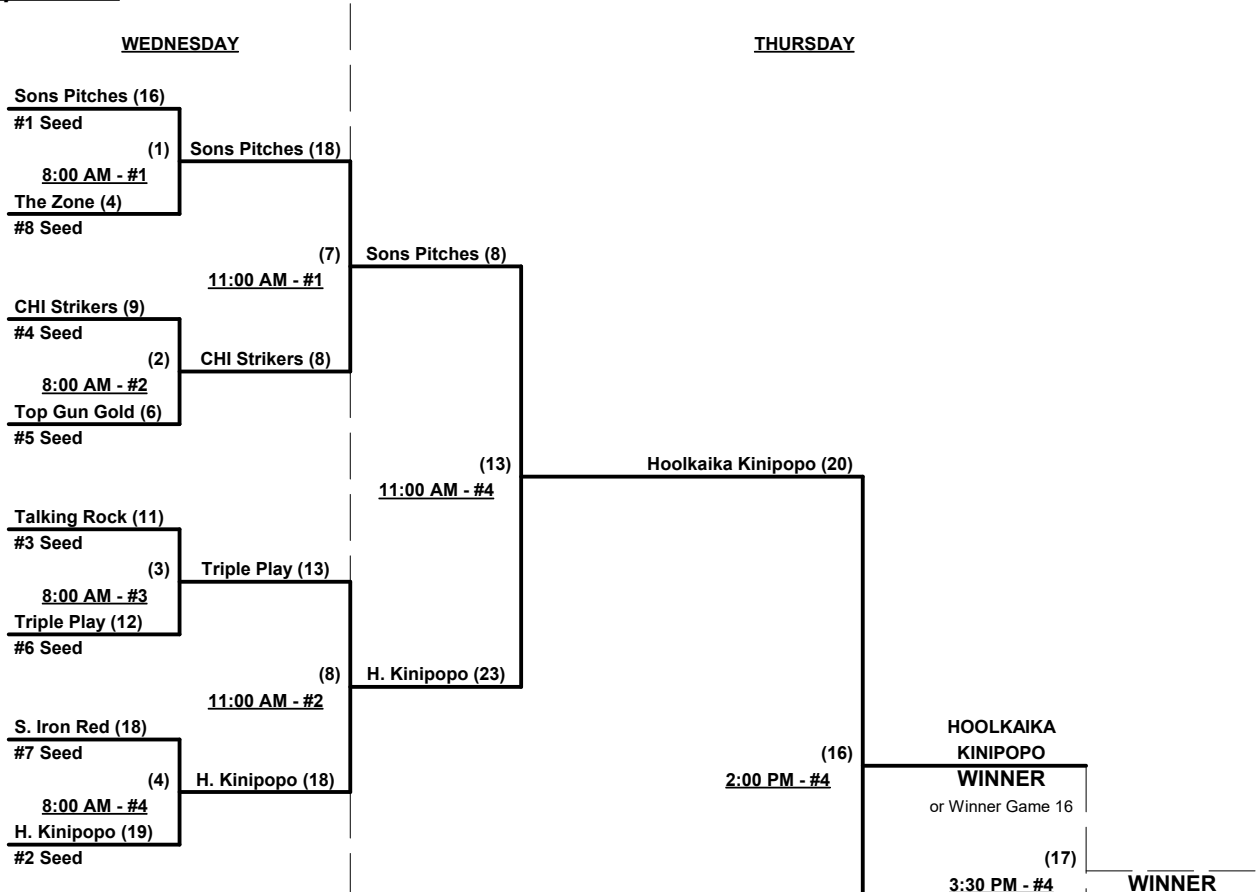 WEDNESDAY
THURSDAY
Sons Pitches (16)
#1 Seed
(1)
Sons Pitches (18)
8:00 AM - #1
The Zone (4)
#8 Seed
(7)
Sons Pitches (8)
11:00 AM - #1
CHI Strikers (9)
#4 Seed
(2)
CHI Strikers (8)
8:00 AM - #2
Top Gun Gold (6)
#5 Seed
(13)
Hoolkaika Kinipopo (20)
11:00 AM - #4
Talking Rock (11)
#3 Seed
(3)
Triple Play (13)
8:00 AM - #3
Triple Play (12)
#6 Seed
(8)
H. Kinipopo (23)
11:00 AM - #2
S. Iron Red (18)
#7 Seed
(4)
H. Kinipopo (18)
8:00 AM - #4
H. Kinipopo (19)
#2 Seed
(16)
2:00 PM - #4
HOOLKAIKA
KINIPOPO
WINNER
or Winner Game 16
(17)
3:30 PM - #4
WINNER